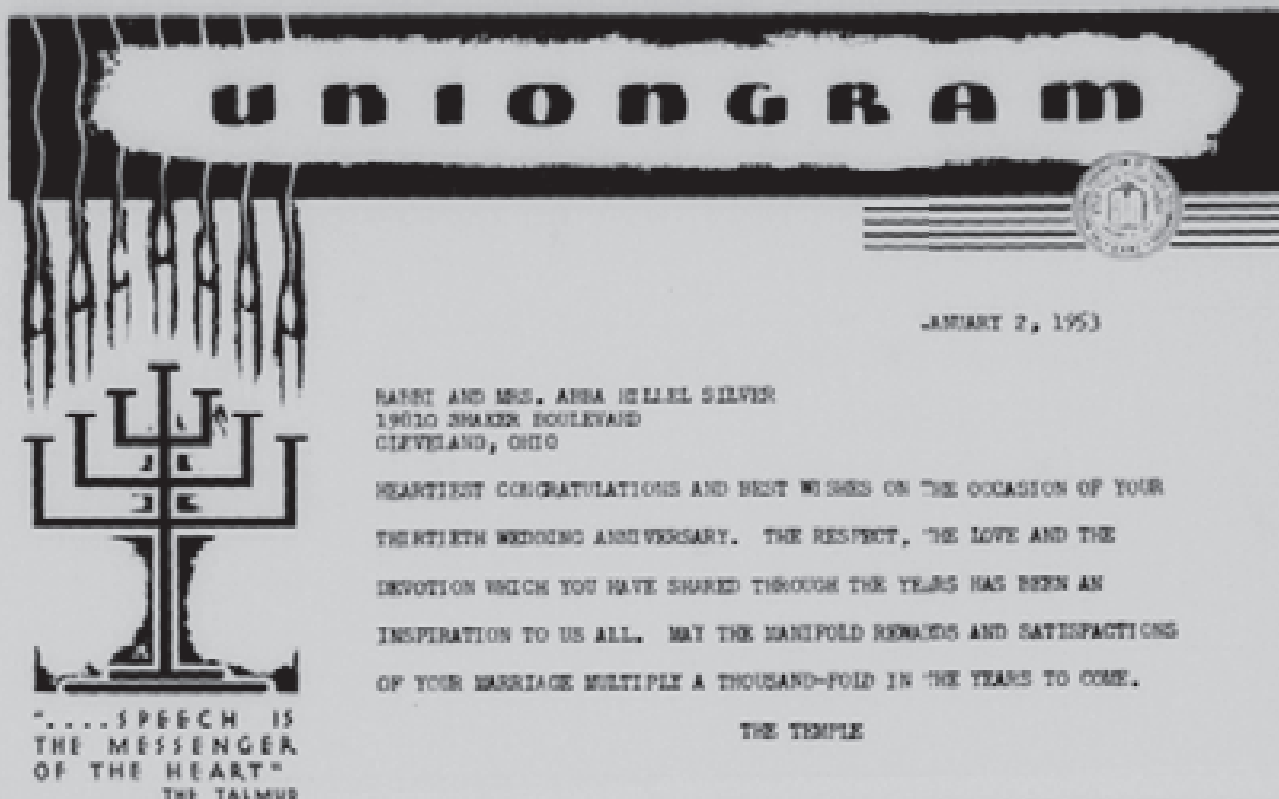 UNIONGRAM
JANUARY 2, 1953
RABBI AND MRS. ABBA HILLEL SILVER
19810 SHAKER BOULEVARD
CLEVELAND, OHIO
HEARTIEST CONGRATULATIONS AND BEST WISHES ON THE OCCASION OF YOUR
THIRTIETH WEDDING ANNIVERSARY. THE RESPECT, THE LOVE AND THE
DEVOTION WHICH YOU HAVE SHARED THROUGH THE YEARS HAS BEEN AN
INSPIRATION TO US ALL. MAY THE MANIFOLD REWARDS AND SATISFACTIONS
OF YOUR MARRIAGE MULTIPLY A THOUSAND-FOLD IN THE YEARS TO COME.
THE TEMPLE
"....SPEECH IS
THE MESSENGER
OF THE HEART"
THE TALMUD